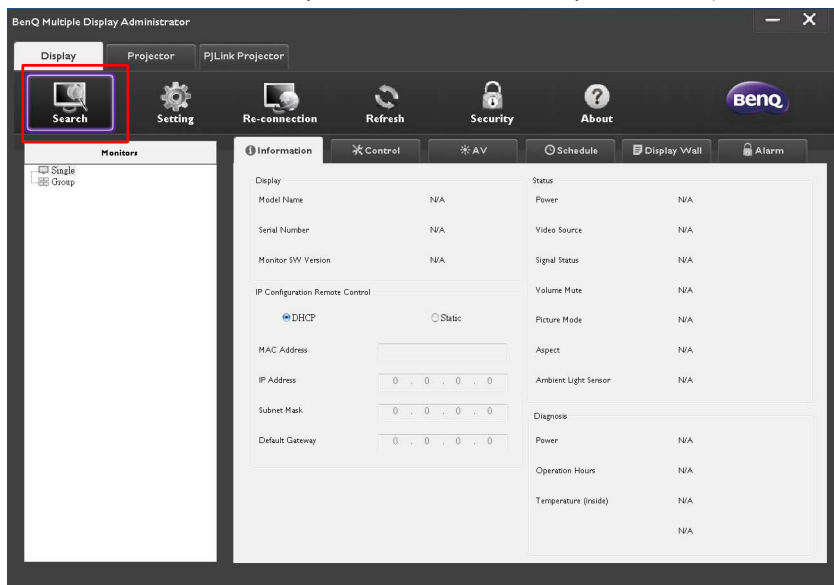 BenQ Multiple Display Administrator
Display Projector PJLink Projector
Search Setting Re-connection Refresh Security About BenQ
Monitors
Single
Group
Information Control AV Schedule Display Wall Alarm
Display
Model Name N/A
Serial Number N/A
Monitor SW Version N/A
IP Configuration Remote Control
DHCP Static
MAC Address
IP Address 0 . 0 . 0 . 0
Subnet Mask 0 . 0 . 0 . 0
Default Gateway 0 . 0 . 0 . 0
Status
Power N/A
Video Source N/A
Signal Status N/A
Volume Mute N/A
Picture Mode N/A
Aspect N/A
Ambient Light Sensor N/A
Diagnosis
Power N/A
Operation Hours N/A
Temperature (inside) N/A
N/A